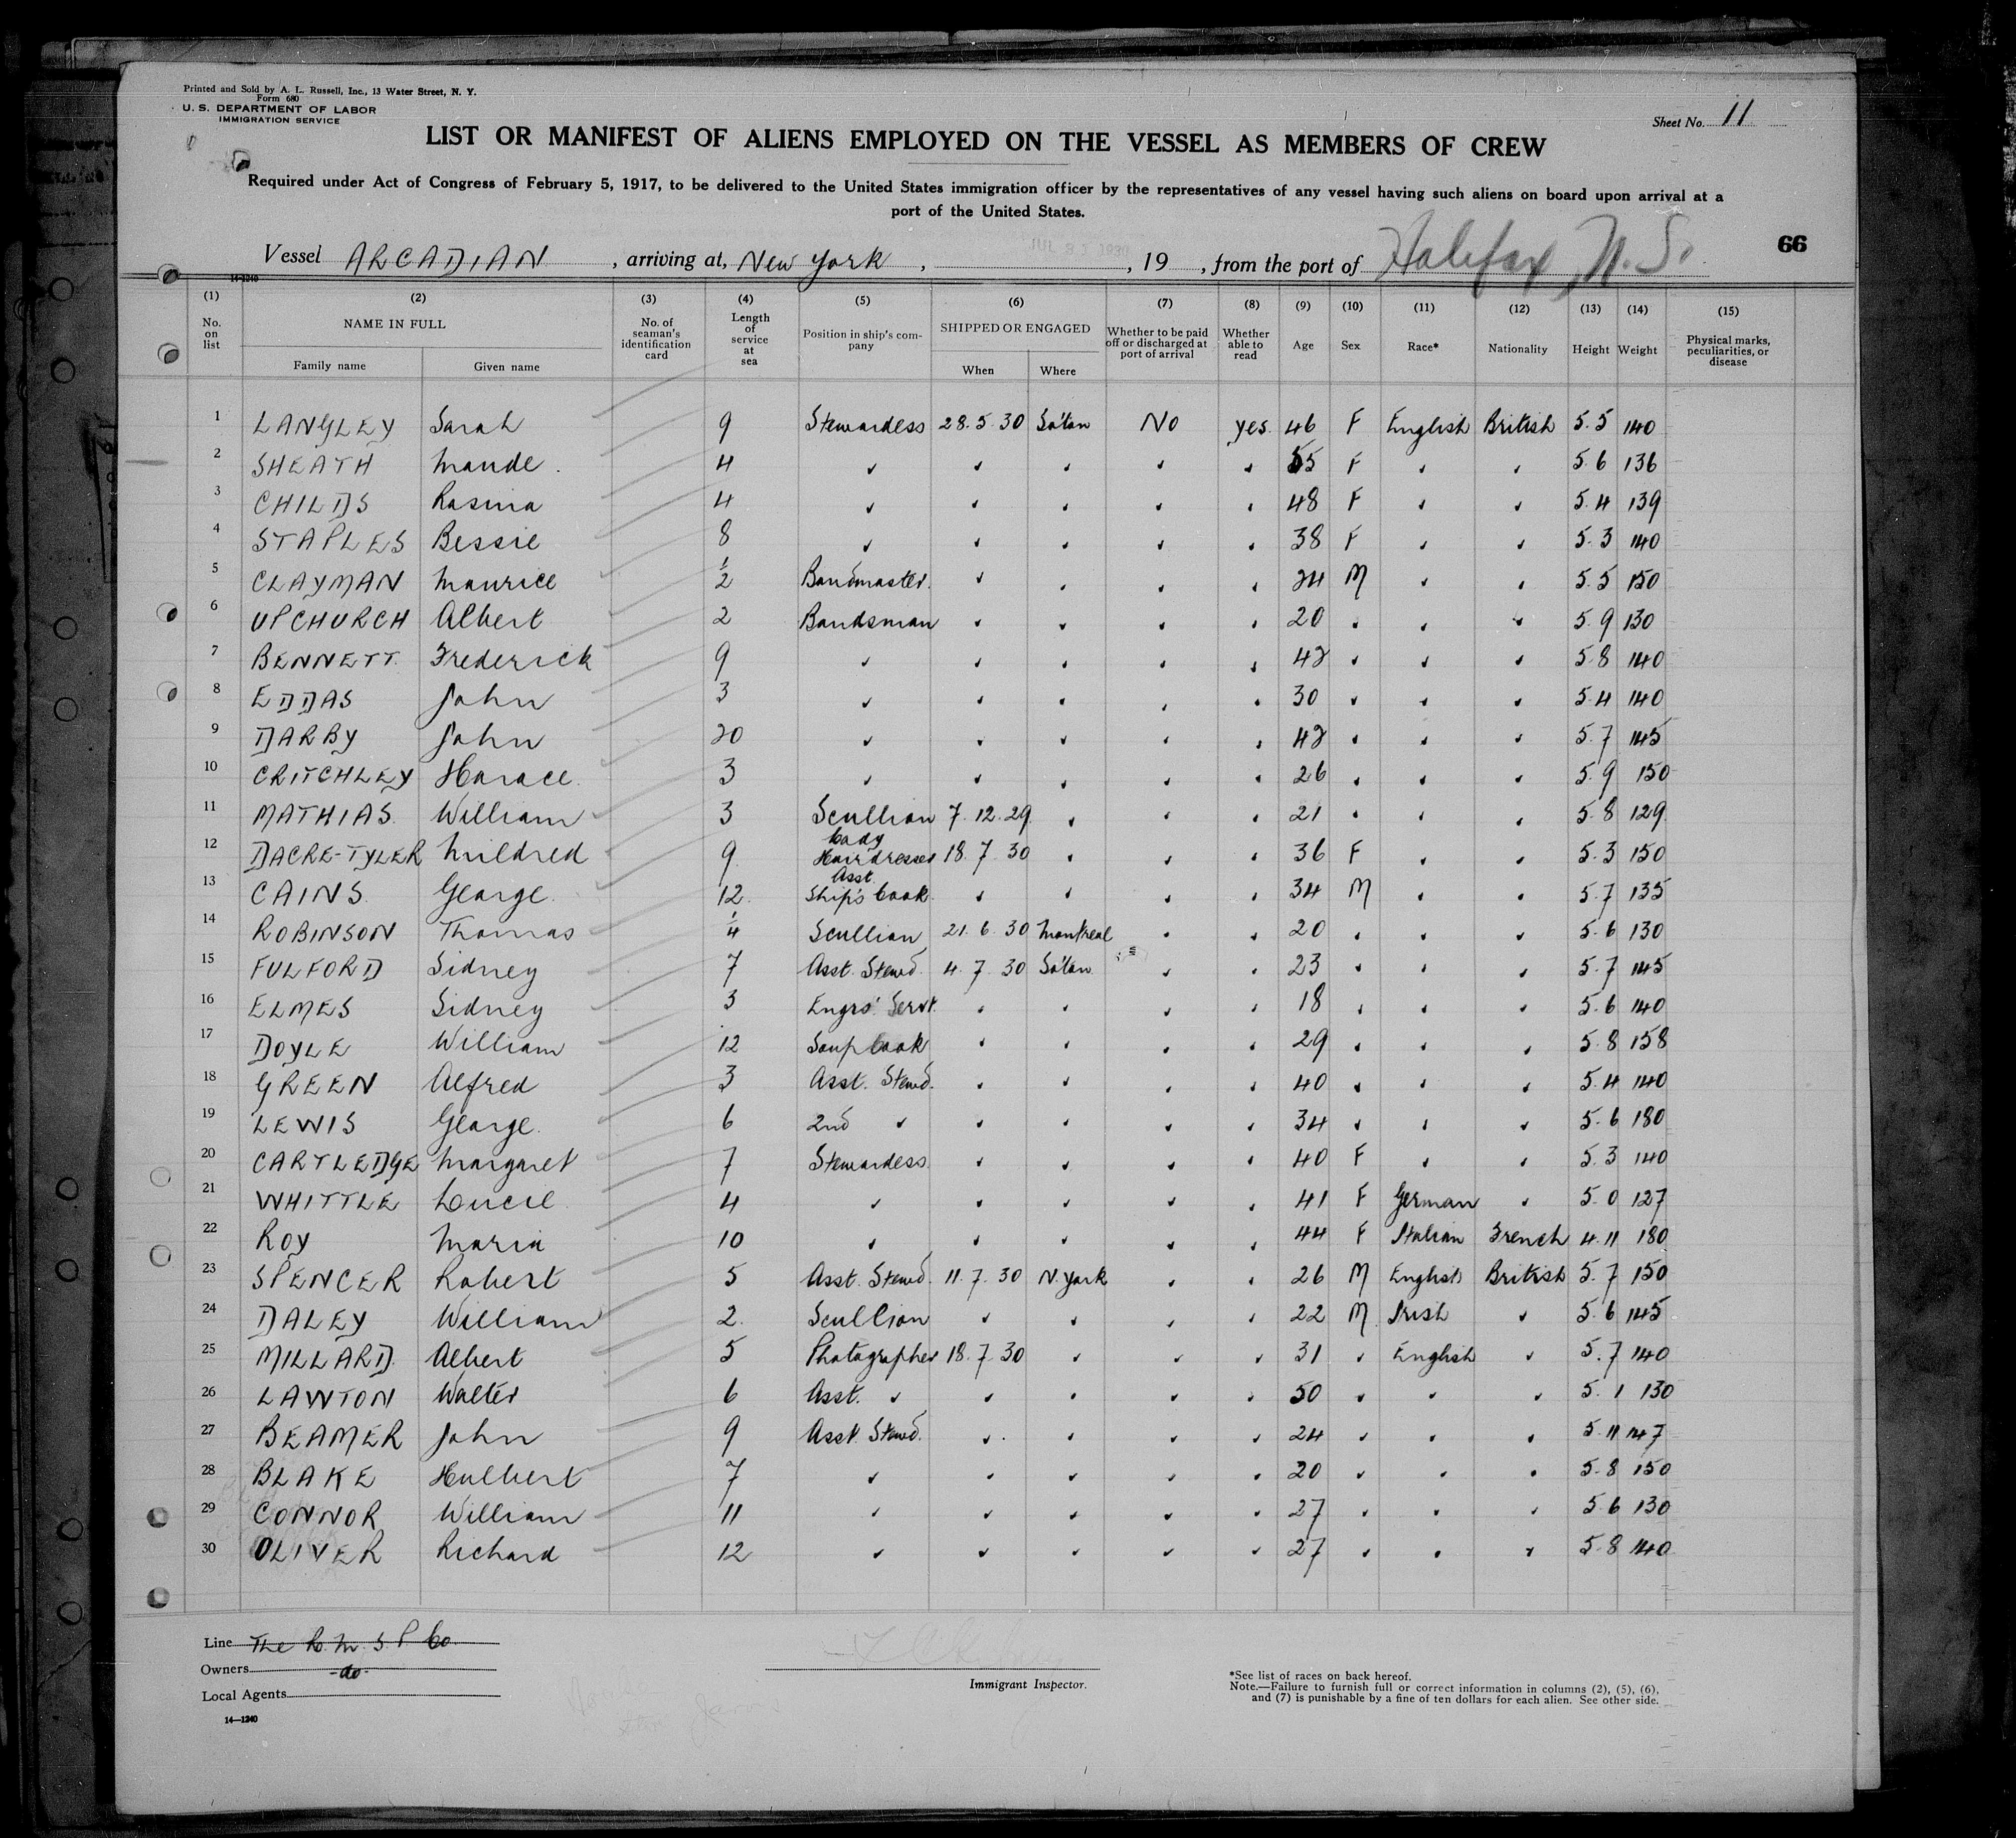 Printed and Sold by A. L. Russell, Inc., 13 Water Street, N. Y.
Form 680
U. S. DEPARTMENT OF LABOR
IMMIGRATION SERVICE
Sheet No. 11
LIST OR MANIFEST OF ALIENS EMPLOYED ON THE VESSEL AS MEMBERS OF CREW
Required under Act of Congress of February 5, 1917, to be delivered to the United States immigration officer by the representatives of any vessel having such aliens on board upon arrival at a
port of the United States.
66
Vessel ARCADIAN, arriving at, New York, , 19 , from the port of Halifax, N.S.
14-1240
(1) (2) (3) (4) (5) (6) (7) (8) (9) (10) (11) (12) (13) (14) (15)
No. on list NAME IN FULL Family name Given name No. of seaman's identification card Length of service at sea Position in ship's company SHIPPED OR ENGAGED When Where Whether to be paid off or discharged at port of arrival Whether able to read Age Sex Race* Nationality Height Weight Physical marks, peculiarities, or disease
1 LANGLEY Sarah 9 Stewardess 28.5.30 So'ton No yes 46 F English British 5.5 140
2 SHEATH Maude. 4 ✓ ✓ ✓ ✓ ✓ 55 F ✓ ✓ 5.6 136
3 CHILDS Rosina 4 ✓ ✓ ✓ ✓ ✓ 48 F ✓ ✓ 5.4 139
4 STAPLES Bessie 8 ✓ ✓ ✓ ✓ ✓ 38 F ✓ ✓ 5.3 140
5 CLAYMAN Maurice ½ Bandmaster. ✓ ✓ ✓ ✓ 24 M ✓ ✓ 5.5 150
6 UPCHURCH Albert 2 Bandsman ✓ ✓ ✓ ✓ 20 ✓ ✓ ✓ 5.9 130
7 BENNETT. Frederick 9 ✓ ✓ ✓ ✓ ✓ 42 ✓ ✓ ✓ 5.8 140
8 EDDAS John 3 ✓ ✓ ✓ ✓ ✓ 30 ✓ ✓ ✓ 5.4 140
9 DARBY John 20 ✓ ✓ ✓ ✓ ✓ 42 ✓ ✓ ✓ 5.7 145
10 CRITCHLEY Horace. 3 ✓ ✓ ✓ ✓ ✓ 26 ✓ ✓ ✓ 5.9 150
11 MATHIAS. William 3 Scullion 7.12.29 ✓ ✓ ✓ 21 ✓ ✓ ✓ 5.8 129
12 DACRE-TYLER Mildred 9 Lady Hairdresser 18.7.30 ✓ ✓ ✓ 36 F ✓ ✓ 5.3 150
13 CAINS. George. 12 Asst. Ship's Cook ✓ ✓ ✓ ✓ 34 M ✓ ✓ 5.7 135
14 ROBINSON Thomas ¼ Scullion 21.6.30 Montreal ✓ ✓ 20 ✓ ✓ ✓ 5.6 130
15 FULFORD Sidney 7 Asst. Stewd. 4.7.30 So'ton ✓ ✓ 23 ✓ ✓ ✓ 5.7 145
16 ELMES Sidney 3 Engrs' Servt. ✓ ✓ ✓ ✓ 18 ✓ ✓ ✓ 5.6 140
17 DOYLE William 12 Soup Cook ✓ ✓ ✓ ✓ 29 ✓ ✓ ✓ 5.8 158
18 GREEN Alfred 3 Asst. Stewd. ✓ ✓ ✓ ✓ 40 ✓ ✓ ✓ 5.4 140
19 LEWIS George. 6 2nd ✓ ✓ ✓ ✓ ✓ 34 ✓ ✓ ✓ 5.6 180
20 CARTLEDGE Margaret 7 Stewardess. ✓ ✓ ✓ ✓ 40 F ✓ ✓ 5.3 140
21 WHITTLE Lucie 4 ✓ ✓ ✓ ✓ ✓ 41 F German ✓ 5.0 127
22 ROY Maria 10 ✓ ✓ ✓ ✓ ✓ 44 F Italian French 4.11 180
23 SPENCER Robert 5 Asst. Stewd. 11.7.30 N. York ✓ ✓ 26 M English British 5.7 150
24 DALEY William 2. Scullion ✓ ✓ ✓ ✓ 22 M Irish ✓ 5.6 145
25 MILLARD. Albert 5 Photographer 18.7.30 ✓ ✓ ✓ 31 ✓ English ✓ 5.7 140
26 LAWTON Walter 6 Asst. ✓ ✓ ✓ ✓ ✓ 50 ✓ ✓ ✓ 5.1 130
27 BEAMER John 9 Asst. Stewd. ✓ ✓ ✓ ✓ 24 ✓ ✓ ✓ 5.11 147
28 BLAKE Hulbert 7 ✓ ✓ ✓ ✓ ✓ 20 ✓ ✓ ✓ 5.8 150
29 CONNOR William 11 ✓ ✓ ✓ ✓ ✓ 27 ✓ ✓ ✓ 5.6 130
30 OLIVER Richard 12 ✓ ✓ ✓ ✓ ✓ 27 ✓ ✓ ✓ 5.8 140
Line The R. M. S. P. Co.
Owners -do-
Local Agents
14—1240
Immigrant Inspector.
*See list of races on back hereof.
Note.—Failure to furnish full or correct information in columns (2), (5), (6),
and (7) is punishable by a fine of ten dollars for each alien. See other side.